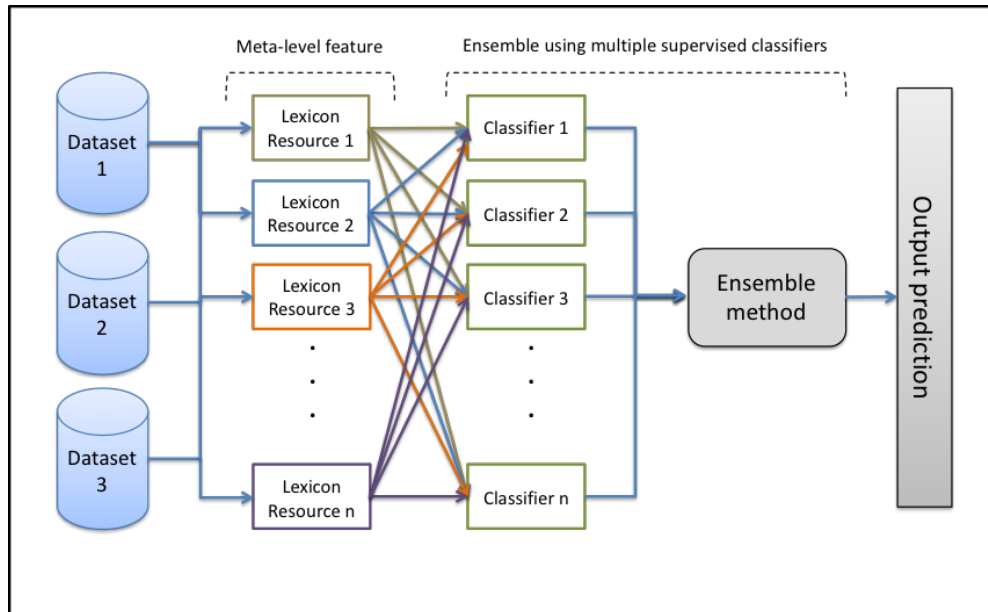 Meta-level feature
Ensemble using multiple supervised classifiers
Dataset
1
Dataset
2
Dataset
3
Lexicon
Resource 1
Lexicon
Resource 2
Lexicon
Resource 3
Lexicon
Resource n
Classifier 1
Classifier 2
Classifier 3
Classifier n
Ensemble
method
Output prediction